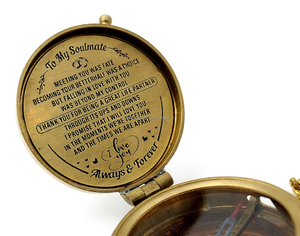 To My Soulmate
MEETING YOU WAS FATE
BECOMING YOUR BETTERHALF WAS A CHOICE
BUT FALLING IN LOVE WITH YOU
WAS BEYOND MY CONTROL
THANK YOU FOR BEING A GREAT LIFE PARTNER
THROUGH ITS UPS AND DOWNS
I PROMISE THAT I WILL LOVE YOU
IN THE MOMENTS WE'RE TOGETHER
AND THE TIMES WE ARE APART
I love
you
Always & Forever